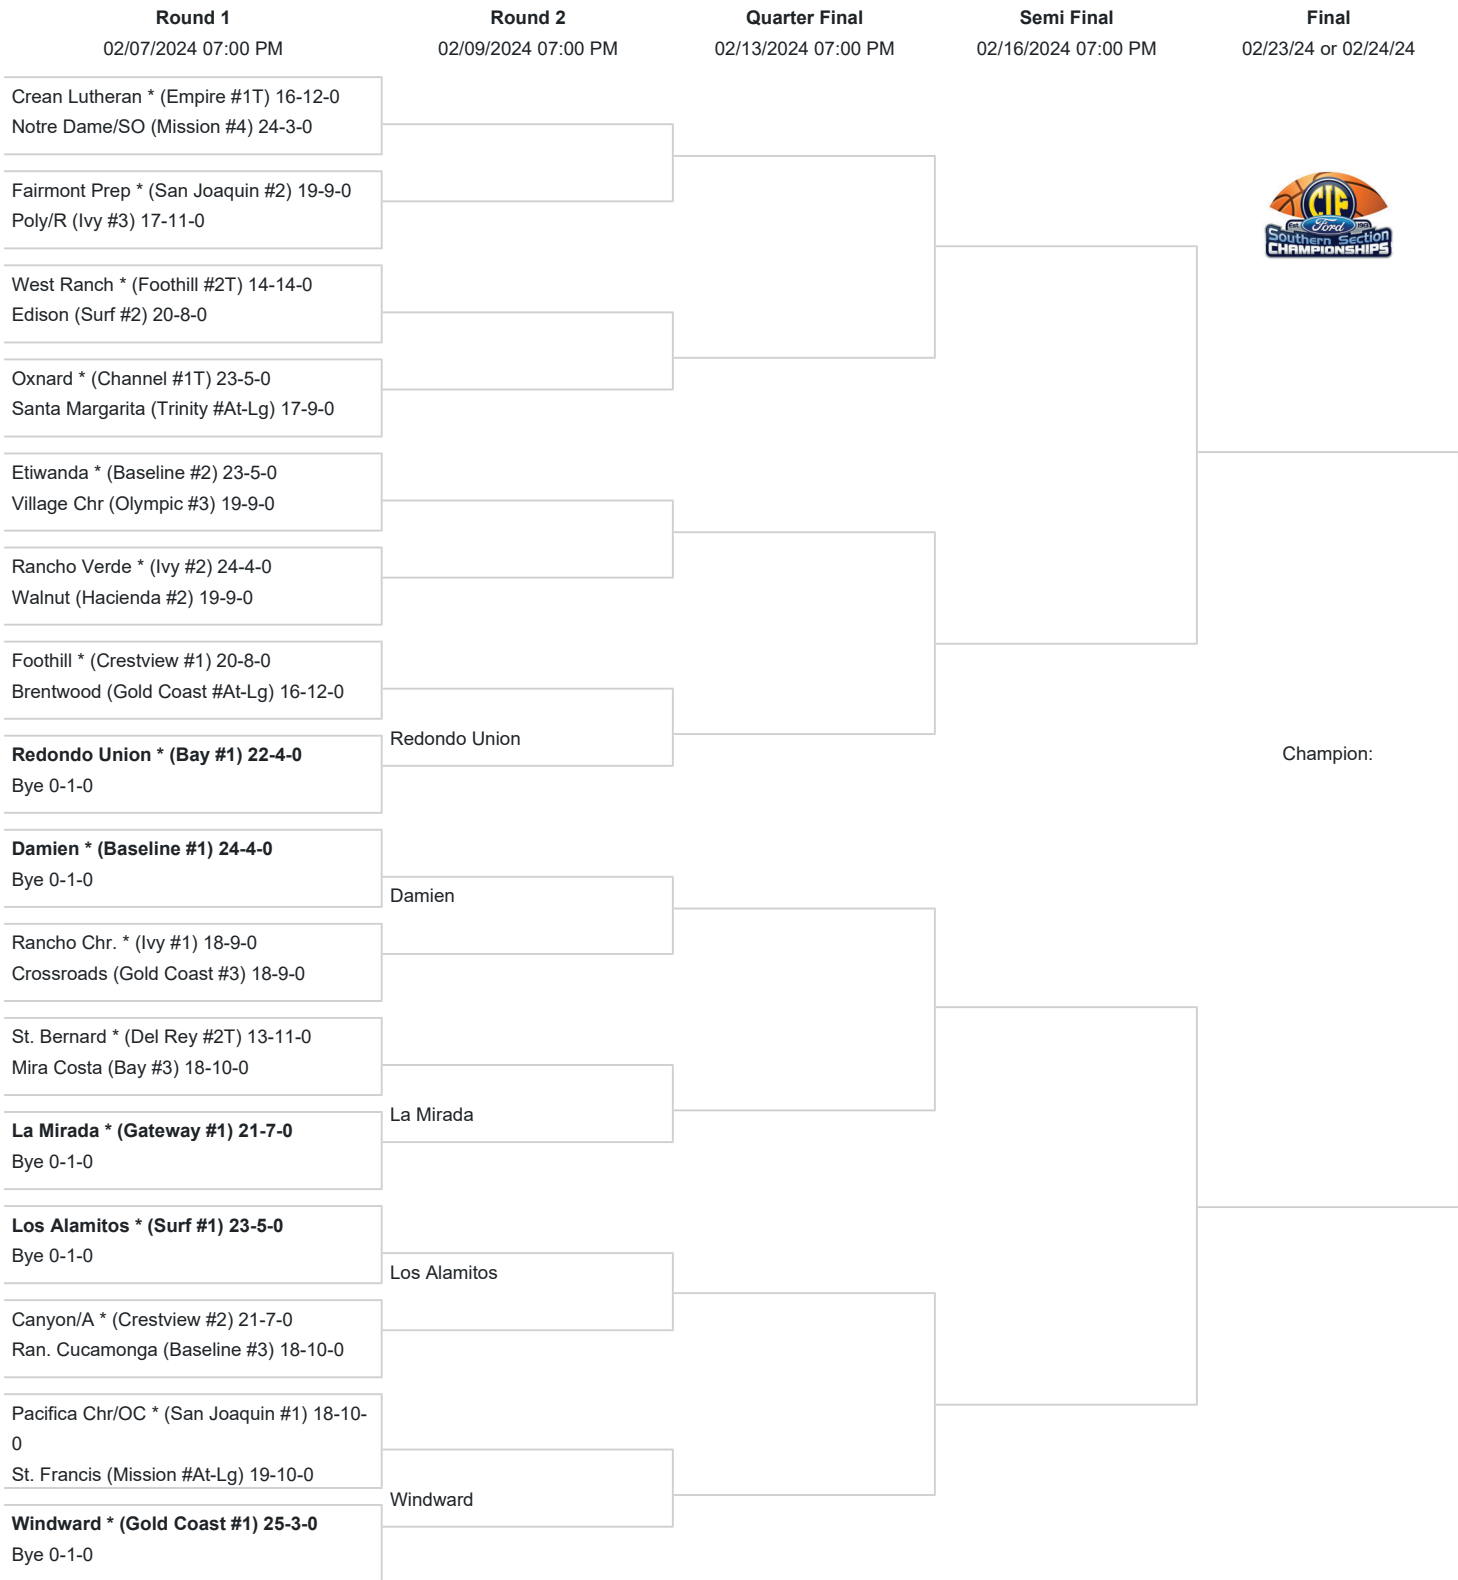 Round 1
02/07/2024 07:00 PM
Round 2
02/09/2024 07:00 PM
Quarter Final
02/13/2024 07:00 PM
Semi Final
02/16/2024 07:00 PM
Final
02/23/24 or 02/24/24
Crean Lutheran * (Empire #1T) 16-12-0
Notre Dame/SO (Mission #4) 24-3-0
Fairmont Prep * (San Joaquin #2) 19-9-0
Poly/R (Ivy #3) 17-11-0
West Ranch * (Foothill #2T) 14-14-0
Edison (Surf #2) 20-8-0
Oxnard * (Channel #1T) 23-5-0
Santa Margarita (Trinity #At-Lg) 17-9-0
Etiwanda * (Baseline #2) 23-5-0
Village Chr (Olympic #3) 19-9-0
Rancho Verde * (Ivy #2) 24-4-0
Walnut (Hacienda #2) 19-9-0
Foothill * (Crestview #1) 20-8-0
Brentwood (Gold Coast #At-Lg) 16-12-0
Redondo Union * (Bay #1) 22-4-0
Bye 0-1-0
Damien * (Baseline #1) 24-4-0
Bye 0-1-0
Rancho Chr. * (Ivy #1) 18-9-0
Crossroads (Gold Coast #3) 18-9-0
St. Bernard * (Del Rey #2T) 13-11-0
Mira Costa (Bay #3) 18-10-0
La Mirada * (Gateway #1) 21-7-0
Bye 0-1-0
Los Alamitos * (Surf #1) 23-5-0
Bye 0-1-0
Canyon/A * (Crestview #2) 21-7-0
Ran. Cucamonga (Baseline #3) 18-10-0
Pacifica Chr/OC * (San Joaquin #1) 18-10-
0
St. Francis (Mission #At-Lg) 19-10-0
Windward * (Gold Coast #1) 25-3-0
Bye 0-1-0
Redondo Union
Damien
La Mirada
Los Alamitos
Windward
CIF
Est.
Ford
Southern Section
CHAMPIONSHIPS
Champion: